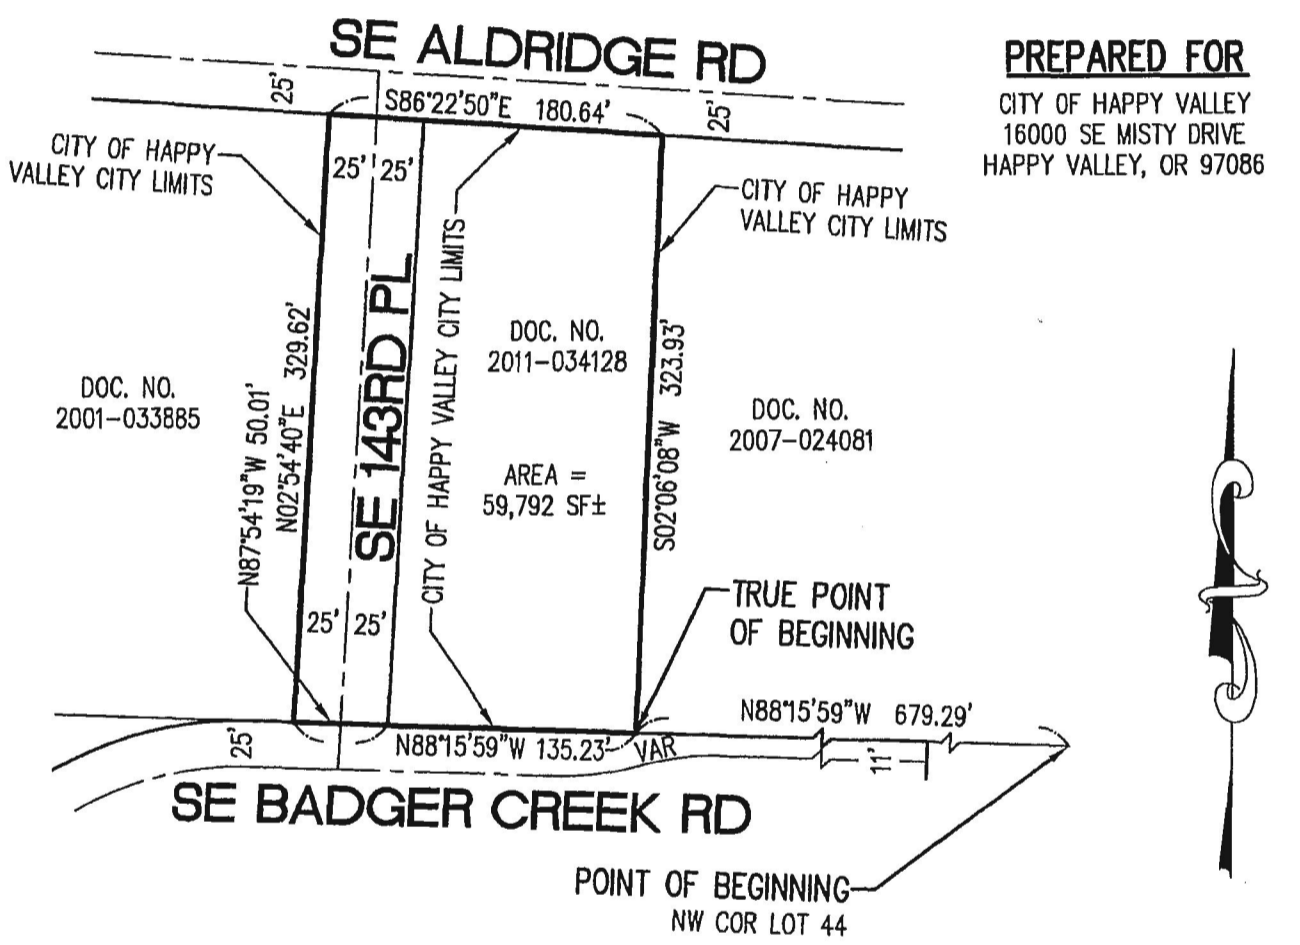 SE ALDRIDGE RD
PREPARED FOR
CITY OF HAPPY VALLEY
16000 SE MISTY DRIVE
HAPPY VALLEY, OR 97086
25'
S86°22'50"E 180.64'
25'
CITY OF HAPPY
VALLEY CITY LIMITS
25' 25'
CITY OF HAPPY
VALLEY CITY LIMITS
CITY OF HAPPY VALLEY CITY LIMITS
SE 143RD PL
DOC. NO.
2011-034128
DOC. NO.
2001-033885
DOC. NO.
2007-024081
N87°54'19"W 50.01'
N02°54'40"E 329.62'
S02°06'08"W 323.93'
AREA =
59,792 SF±
25' 25'
TRUE POINT
OF BEGINNING
N88°15'59"W 679.29'
25'
N88°15'59"W 135.23'
VAR
11'
SE BADGER CREEK RD
POINT OF BEGINNING
NW COR LOT 44